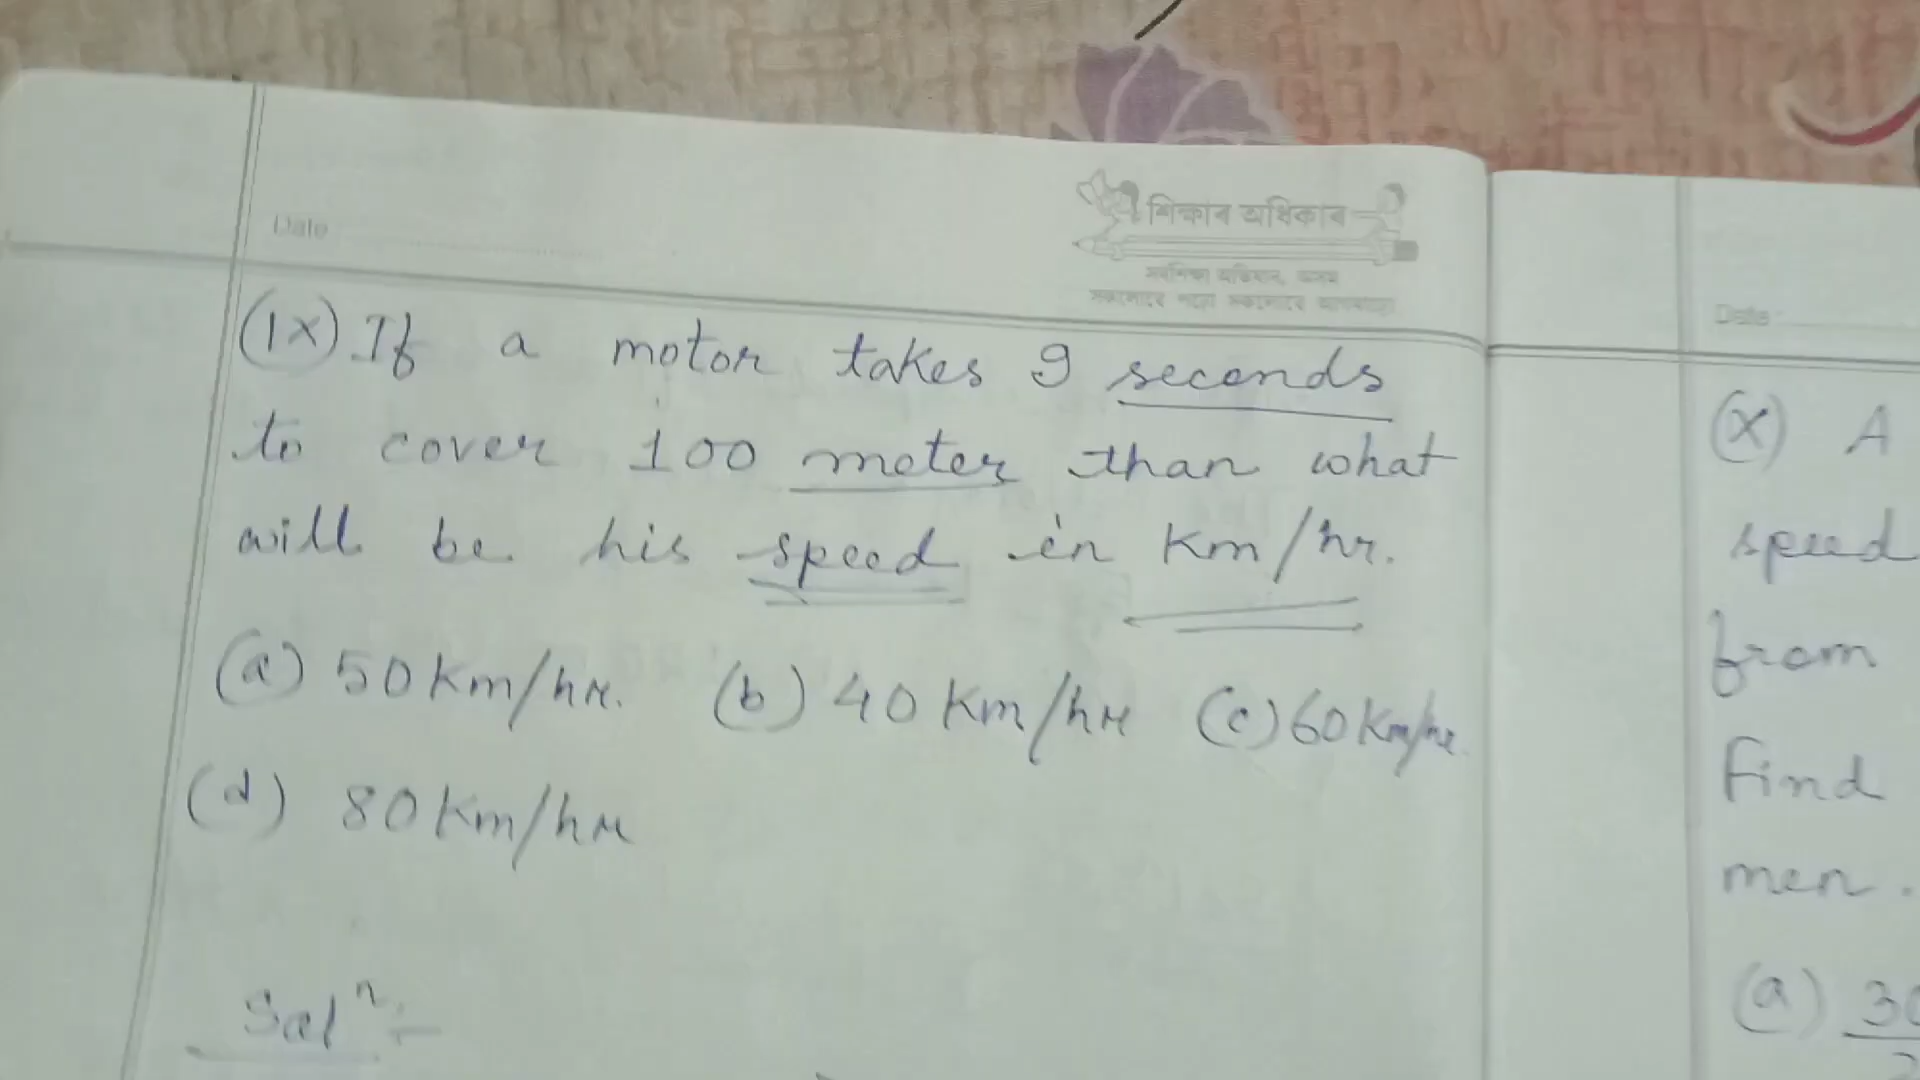 Date
শিক্ষাৰ অধিকাৰ
(ix) If a motor takes 9 seconds
to cover 100 meter than what
will be his speed in Km/hr.
(a) 50 km/hr. (b) 40 km/hr (c) 60 Km/hr.
(d) 80 km/hr
Solⁿ:-
Date
(x) A
speed
from
Find
men.
(a) 30